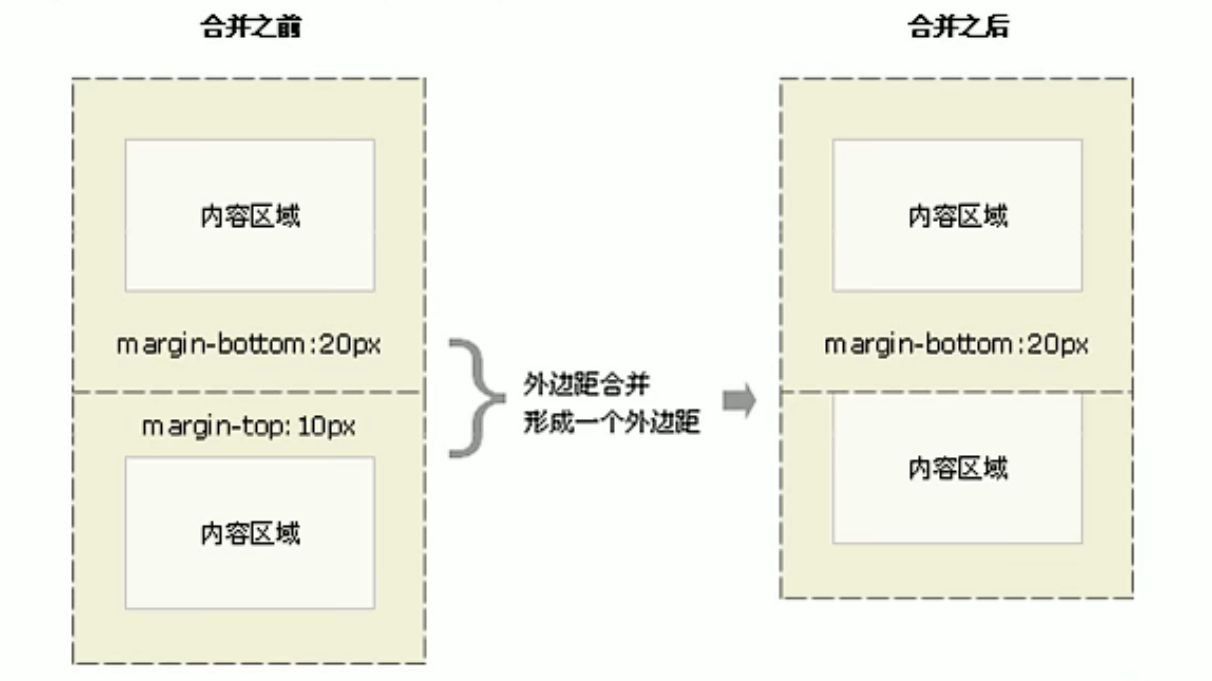 合并之前
合并之后
内容区域
margin-bottom:20px
margin-top: 10px
内容区域
外边距合并
形成一个外边距
内容区域
margin-bottom:20px
内容区域